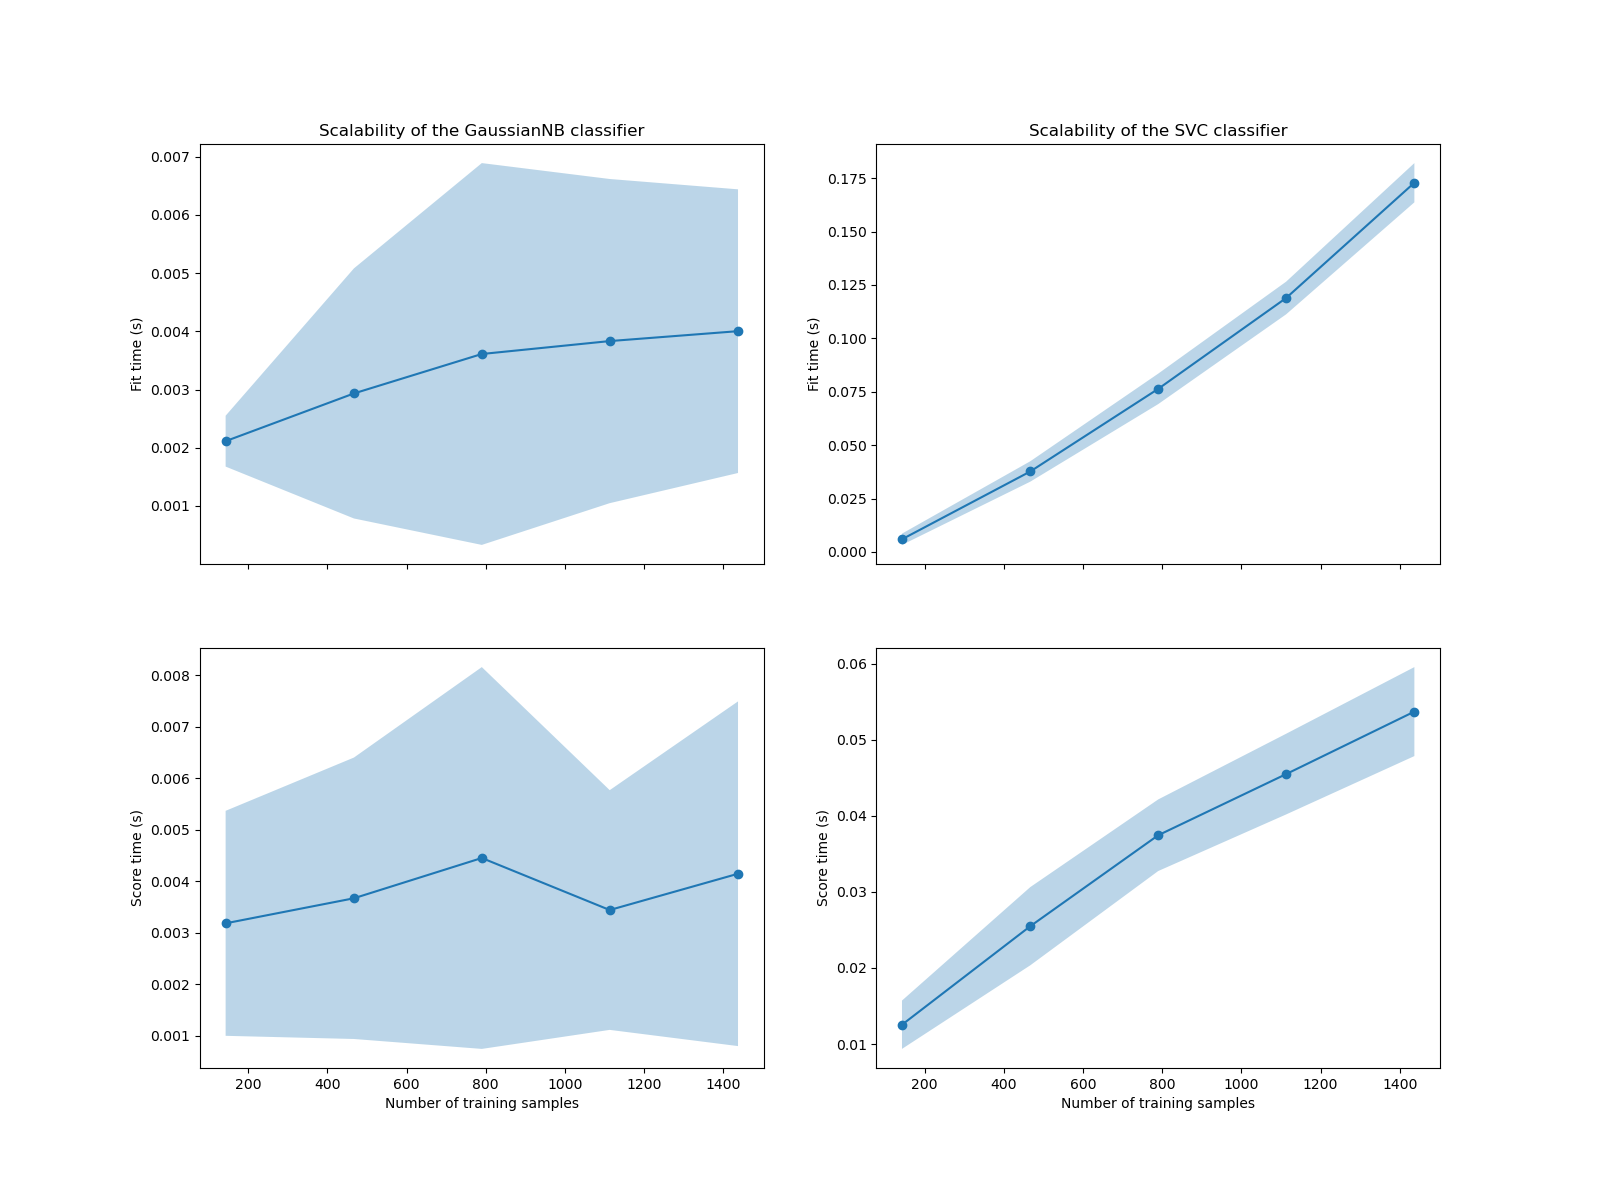 Scalability of the GaussianNB classifier
0.007
0.006
0.005
0.004
0.003
0.002
0.001
Fit time (s)
Scalability of the SVC classifier
0.175
0.150
0.125
0.100
0.075
0.050
0.025
0.000
Fit time (s)
0.008
0.007
0.006
0.005
0.004
0.003
0.002
0.001
Score time (s)
200 400 600 800 1000 1200 1400
Number of training samples
0.06
0.05
0.04
0.03
0.02
0.01
Score time (s)
200 400 600 800 1000 1200 1400
Number of training samples